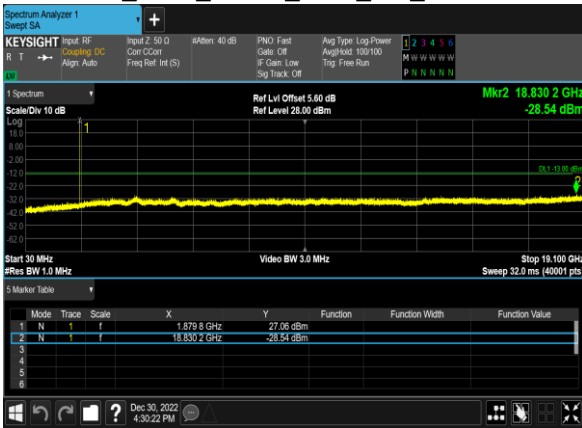 Spectrum Analyzer 1
Swept SA
+
KEYSIGHT Input: RF Input Z: 50 Ω #Atten: 40 dB PNO: Fast Avg Type: Log-Power 1 2 3 4 5 6
R T Coupling: DC Corr CCorr Gate: Off Avg|Hold: 100/100 M W W W W W
Align: Auto Freq Ref: Int (S) IF Gain: Low Trig: Free Run
Sig Track: Off P N N N N N
LXI
1 Spectrum
Scale/Div 10 dB
Ref Lvl Offset 5.60 dB
Ref Level 28.00 dBm
Mkr2 18.830 2 GHz
-28.54 dBm
Log
1
18.0
8.00
-2.00
-12.0
DL1 -13.00 dBm
-22.0
2
-32.0
-42.0
-52.0
-62.0
Start 30 MHz Video BW 3.0 MHz Stop 19.100 GHz
#Res BW 1.0 MHz Sweep 32.0 ms (40001 pts
5 Marker Table
Mode Trace Scale X Y Function Function Width Function Value
1 N 1 f 1.879 8 GHz 27.06 dBm
2 N 1 f 18.830 2 GHz -28.54 dBm
3
4
5
6
?
Dec 30, 2022
4:30:22 PM